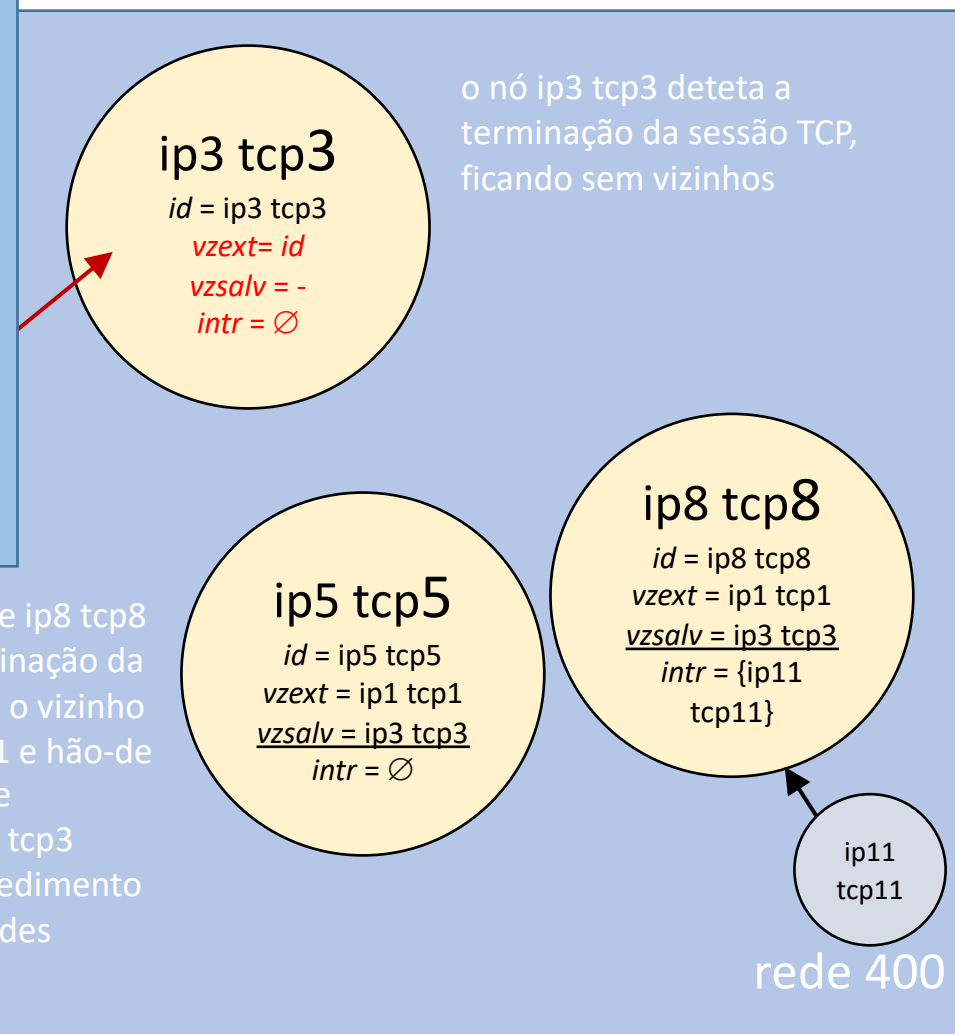 o nó ip3 tcp3 deteta a
terminação da sessão TCP,
ficando sem vizinhos
ip3 tcp3
id = ip3 tcp3
vzext= id
vzsalv = -
intr = ∅
ip8 tcp8
id = ip8 tcp8
vzext = ip1 tcp1
vzsalv = ip3 tcp3
intr = {ip11
tcp11}
ip5 tcp5
id = ip5 tcp5
vzext = ip1 tcp1
vzsalv = ip3 tcp3
intr = ∅
e ip8 tcp8
inação da
o vizinho
1 e hão-de
e
tcp3
edimento
des
ip11
tcp11
rede 400